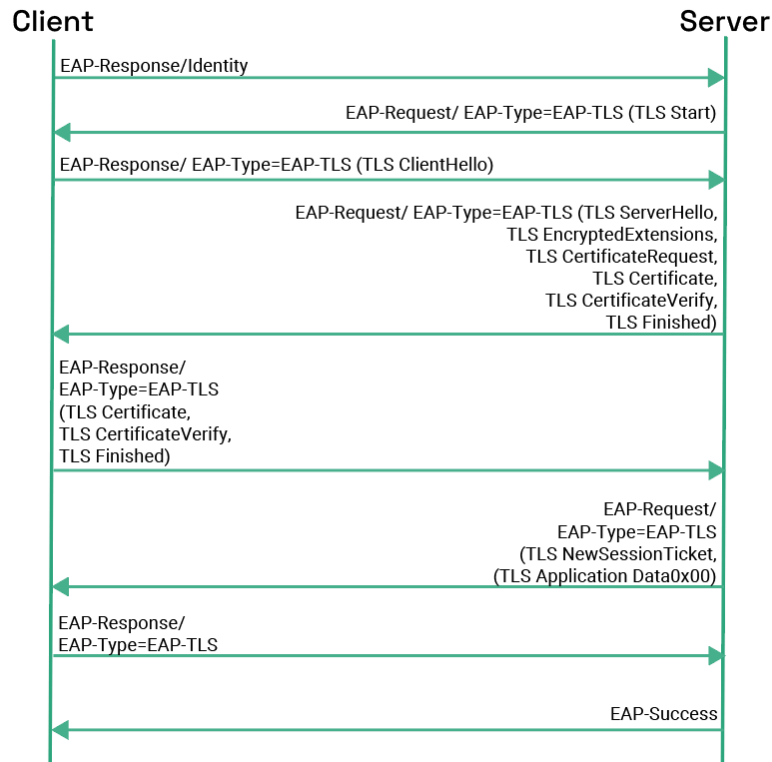 Client
Server
EAP-Response/Identity
EAP-Request/ EAP-Type=EAP-TLS (TLS Start)
EAP-Response/ EAP-Type=EAP-TLS (TLS ClientHello)
EAP-Request/ EAP-Type=EAP-TLS (TLS ServerHello,
TLS EncryptedExtensions,
TLS CertificateRequest,
TLS Certificate,
TLS CertificateVerify,
TLS Finished)
EAP-Response/
EAP-Type=EAP-TLS
(TLS Certificate,
TLS CertificateVerify,
TLS Finished)
EAP-Request/
EAP-Type=EAP-TLS
(TLS NewSessionTicket,
(TLS Application Data0x00)
EAP-Response/
EAP-Type=EAP-TLS
EAP-Success